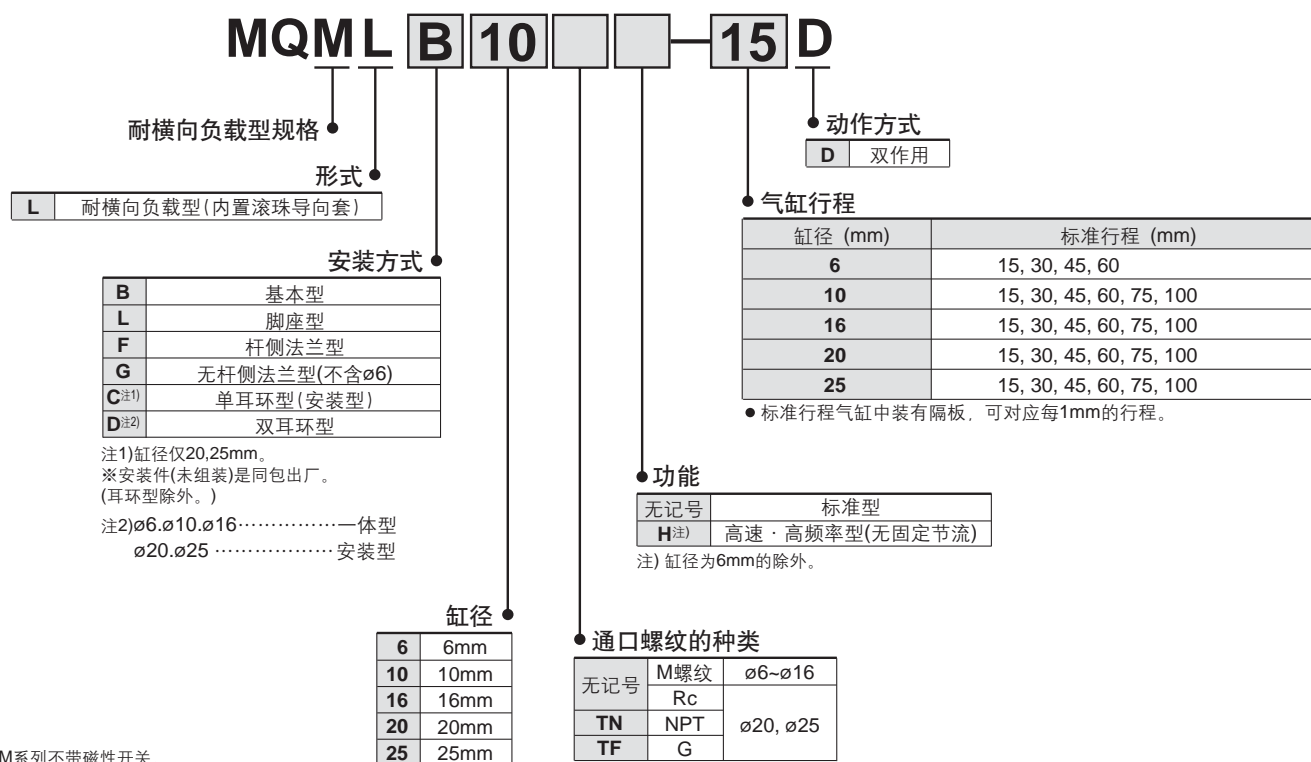 MQMLB10 -15D
耐横向负载型规格
形式
L 耐横向负载型(内置滚珠导向套)
安装方式
B 基本型
L 脚座型
F 杆侧法兰型
G 无杆侧法兰型(不含ø6)
C注1) 单耳环型(安装型)
D注2) 双耳环型
注1)缸径仅20,25mm。
※安装件(未组装)是同包出厂。
(耳环型除外。)
注2)ø6.ø10.ø16……………一体型
ø20.ø25 ………………安装型
缸径
6 6mm
10 10mm
16 16mm
20 20mm
25 25mm
动作方式
D 双作用
气缸行程
缸径 (mm) 标准行程 (mm)
6 15, 30, 45, 60
10 15, 30, 45, 60, 75, 100
16 15, 30, 45, 60, 75, 100
20 15, 30, 45, 60, 75, 100
25 15, 30, 45, 60, 75, 100
●标准行程气缸中装有隔板，可对应每1mm的行程。
功能
无记号 标准型
H注) 高速·高频率型(无固定节流)
注) 缸径为6mm的除外。
通口螺纹的种类
无记号 M螺纹 ø6~ø16
Rc ø20, ø25
TN NPT
TF G
M系列不带磁性开关